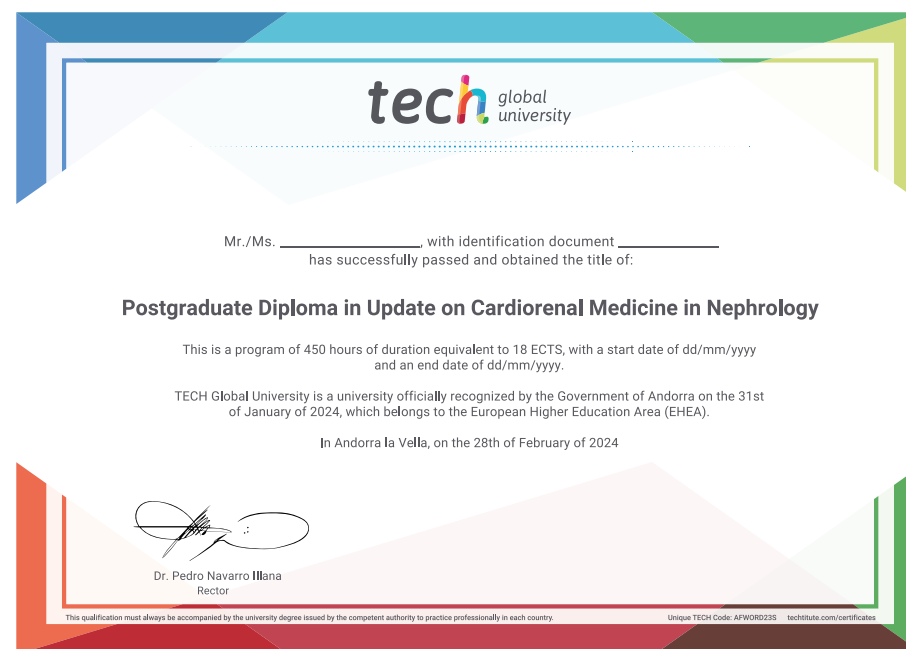 tech global
university
Mr./Ms. ____________, with identification document ____________
has successfully passed and obtained the title of:
Postgraduate Diploma in Update on Cardiorenal Medicine in Nephrology
This is a program of 450 hours of duration equivalent to 18 ECTS, with a start date of dd/mm/yyyy
and an end date of dd/mm/yyyy.
TECH Global University is a university officially recognized by the Government of Andorra on the 31st
of January of 2024, which belongs to the European Higher Education Area (EHEA).
In Andorra la Vella, on the 28th of February of 2024
Dr. Pedro Navarro Illana
Rector
This qualification must always be accompanied by the university degree issued by the competent authority to practice professionally in each country.
Unique TECH Code: AFWORD23S techtitute.com/certificates